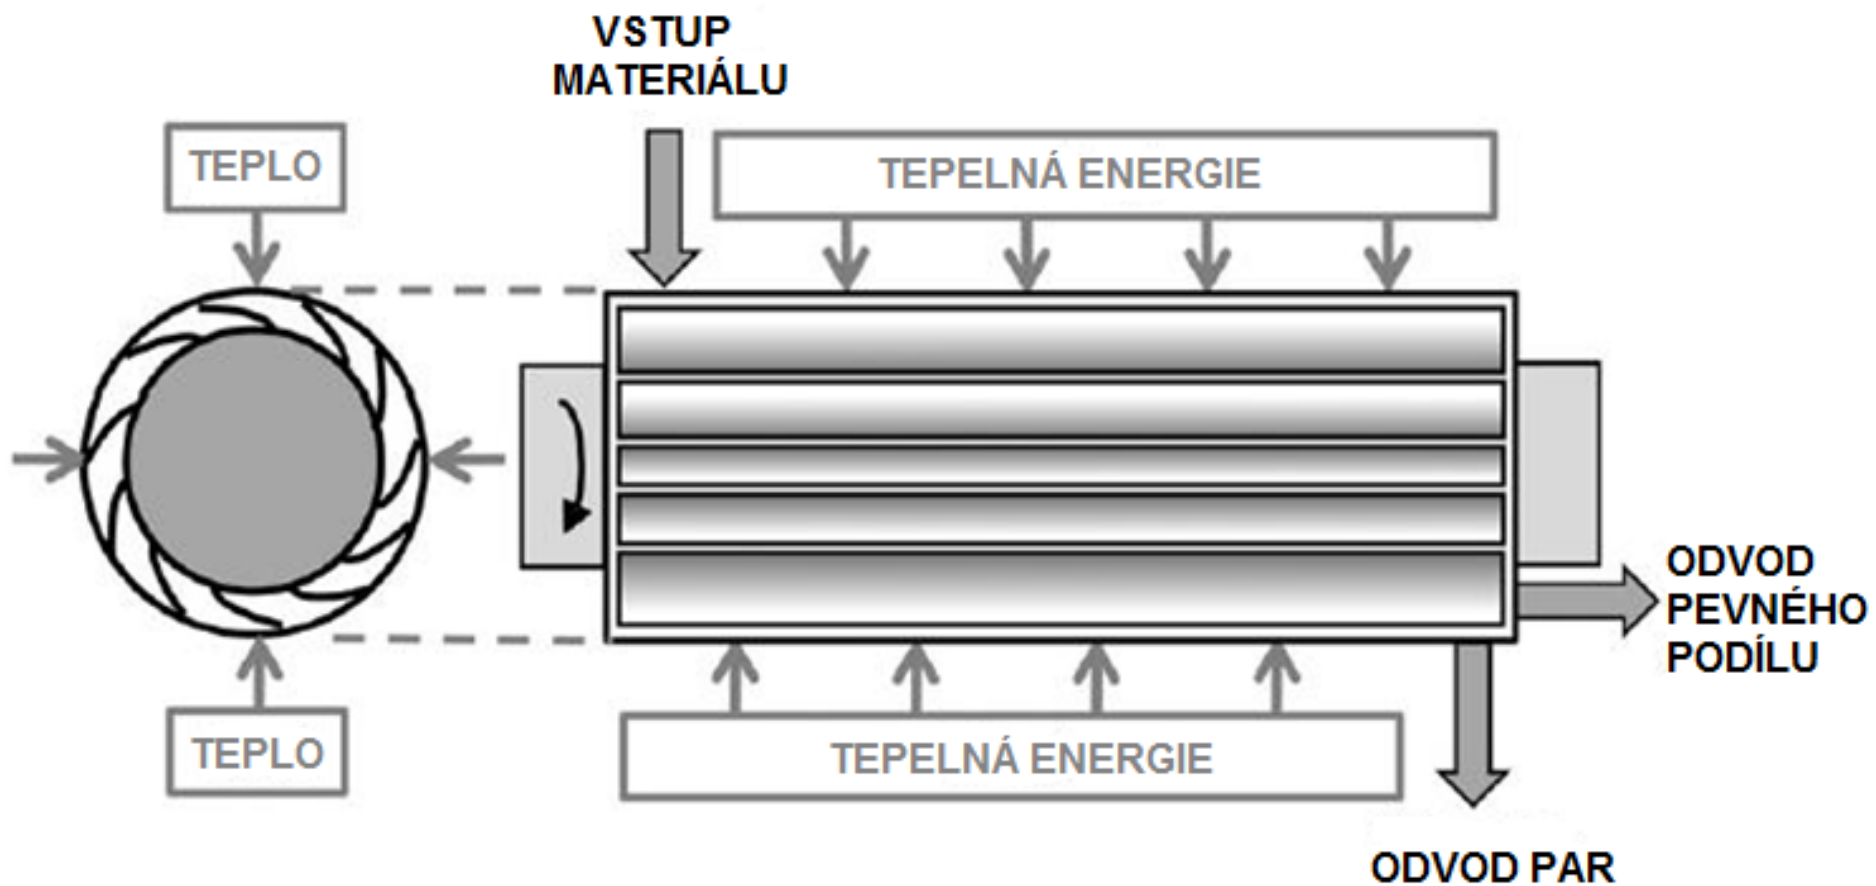 VSTUP
MATERIÁLU
TEPLO
TEPELNÁ ENERGIE
ODVOD
PEVNÉHO
PODÍLU
TEPLO
TEPELNÁ ENERGIE
ODVOD PAR